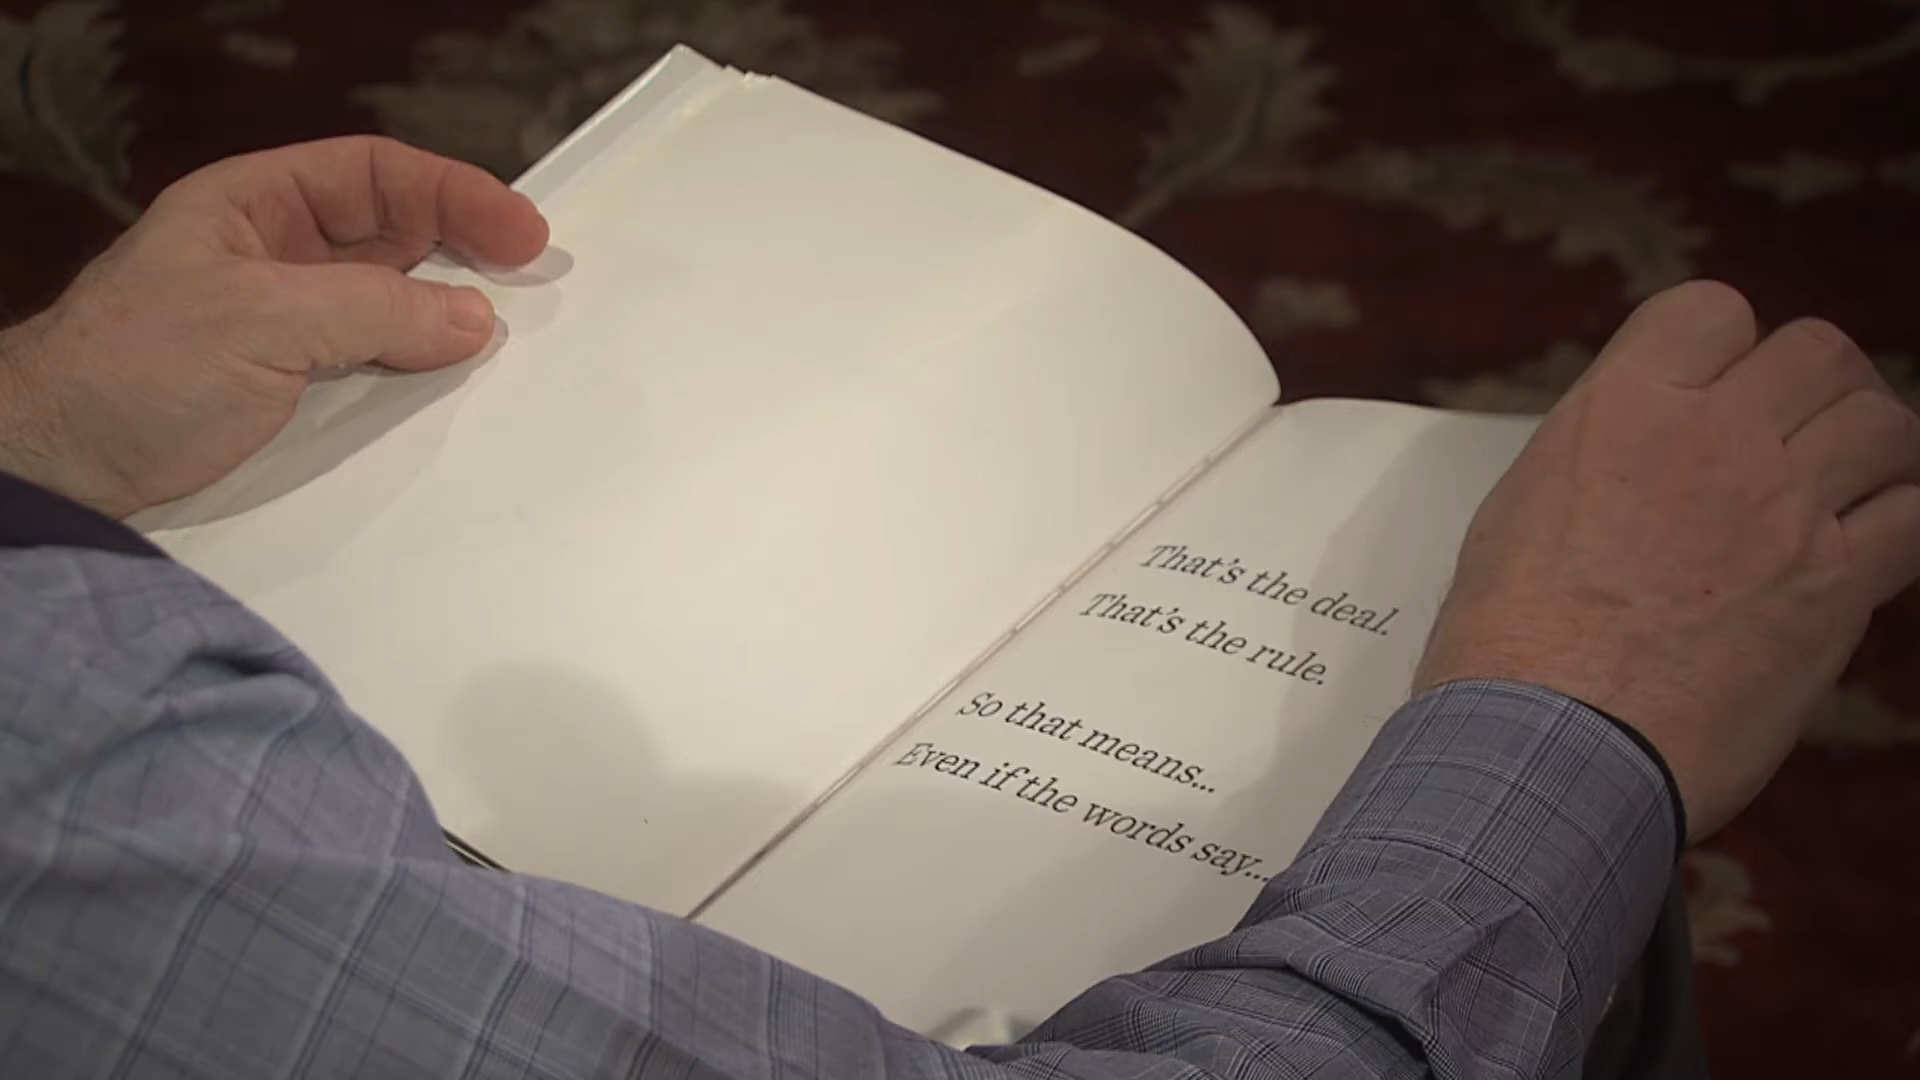 That's the deal.
That's the rule.
So that means...
Even if the words say...